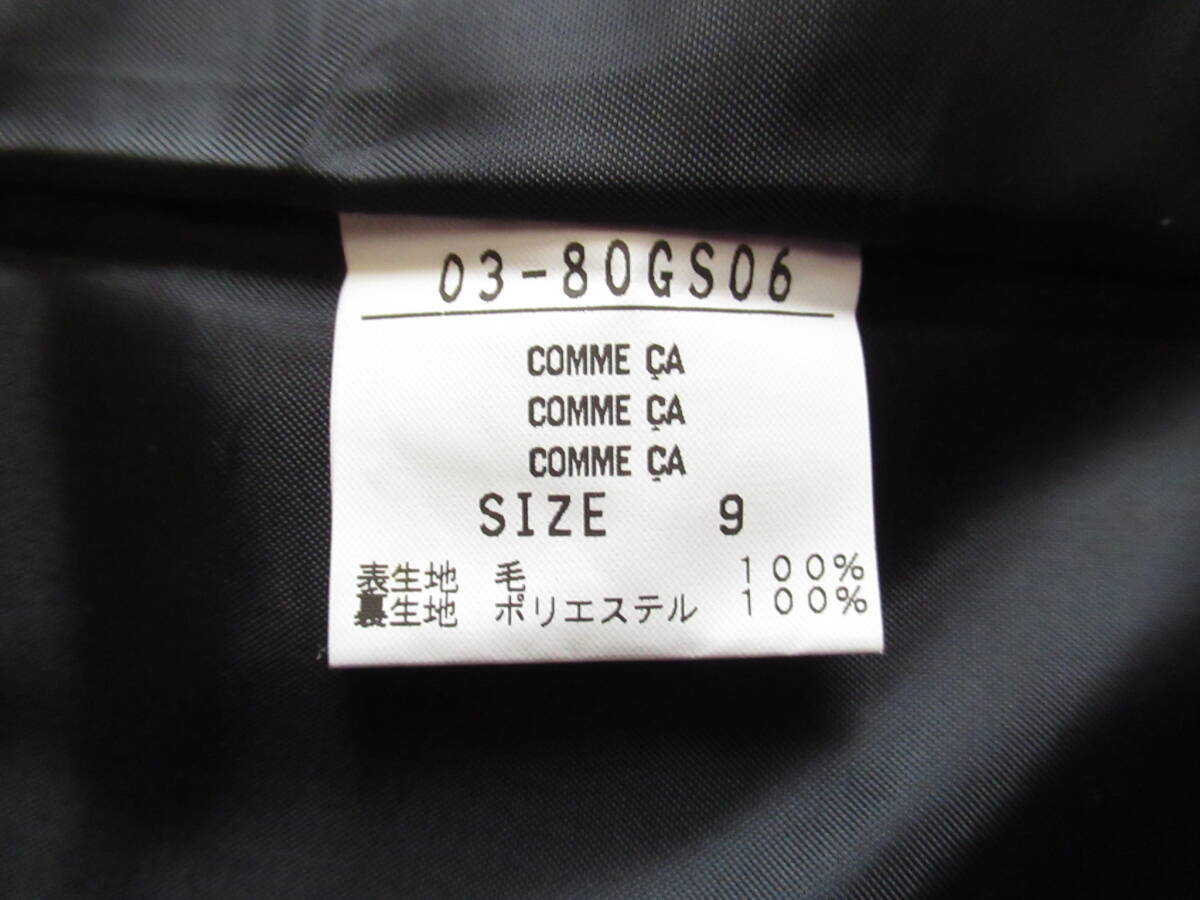 03-80GS06
COMME ÇA
COMME ÇA
COMME ÇA
SIZE 9
表生地 毛 100%
裏生地 ポリエステル 100%